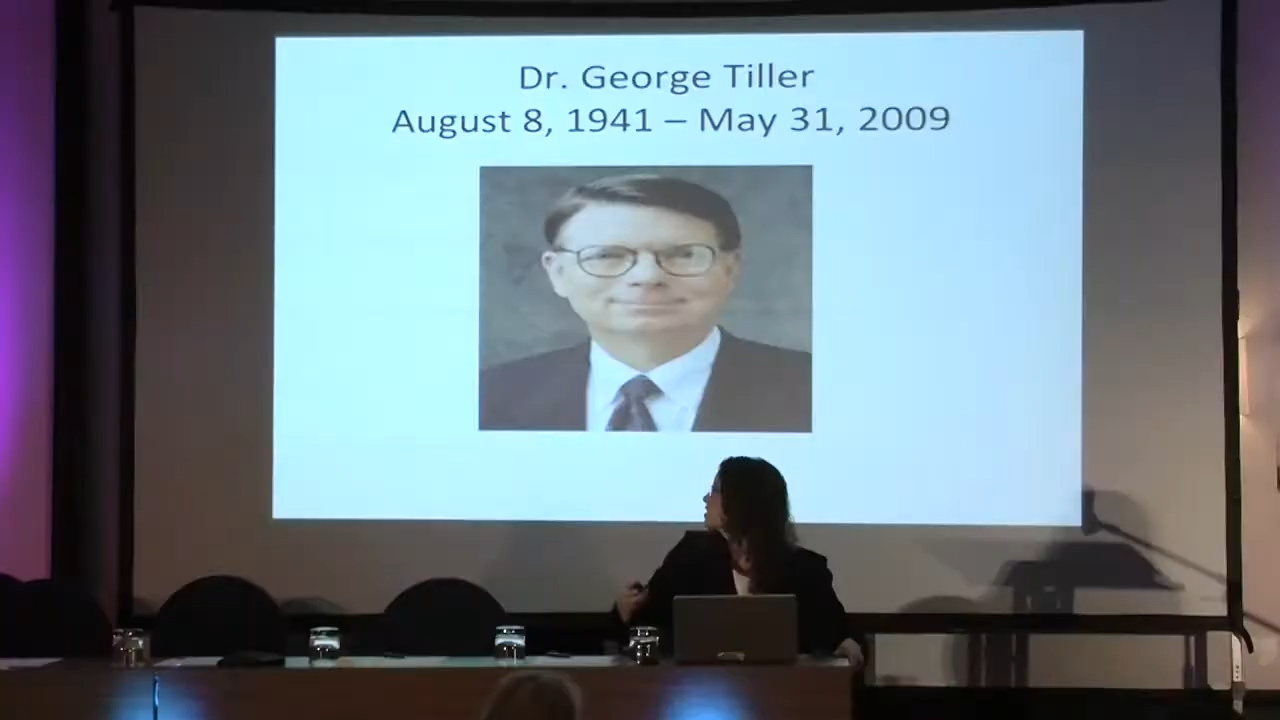 Dr. George Tiller
August 8, 1941 – May 31, 2009